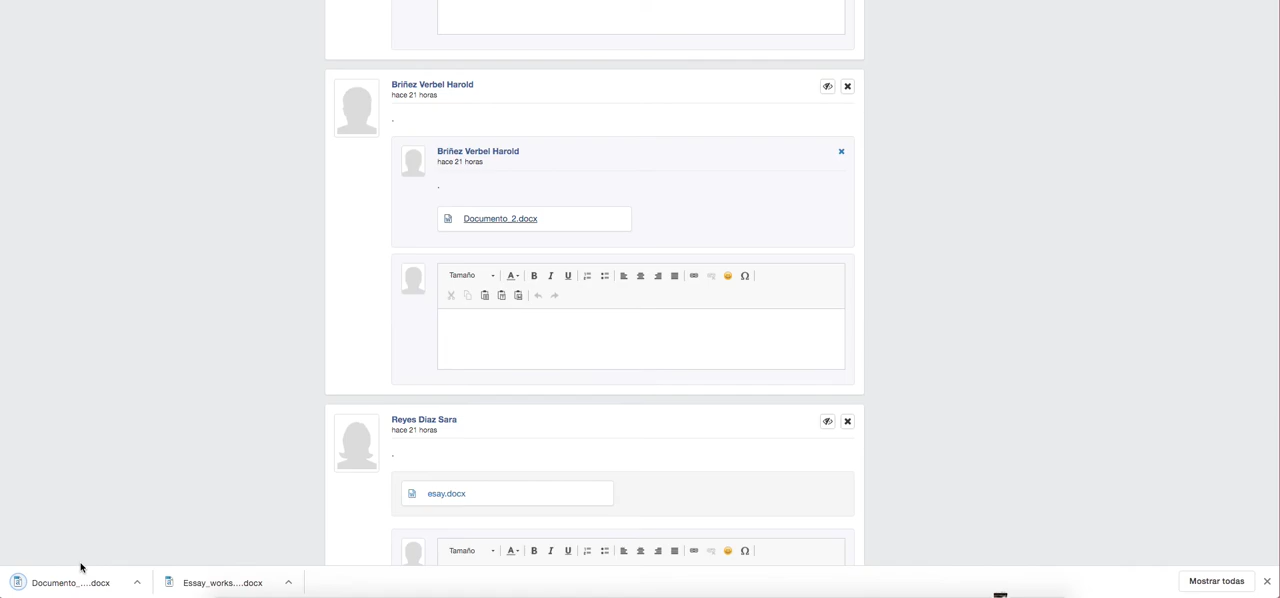 Briñez Verbel Harold
hace 21 horas
.
Briñez Verbel Harold
hace 21 horas
.
Documento_2.docx
Tamaño
Reyes Diaz Sara
hace 21 horas
.
esay.docx
Tamaño
Documento_....docx
Essay_works....docx
Mostrar todas